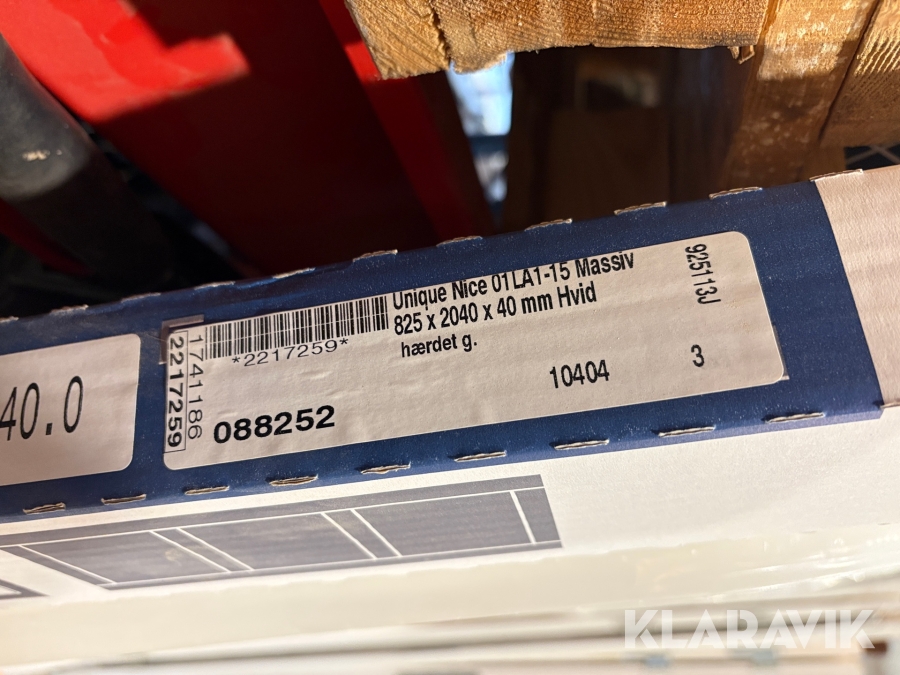 40.0
2217259
1741186
*2217259*
088252
Unique Nice 01LA1-15 Massiv
825 x 2040 x 40 mm Hvid
hærdet g.
10404
925113J
3
KLARAVIK